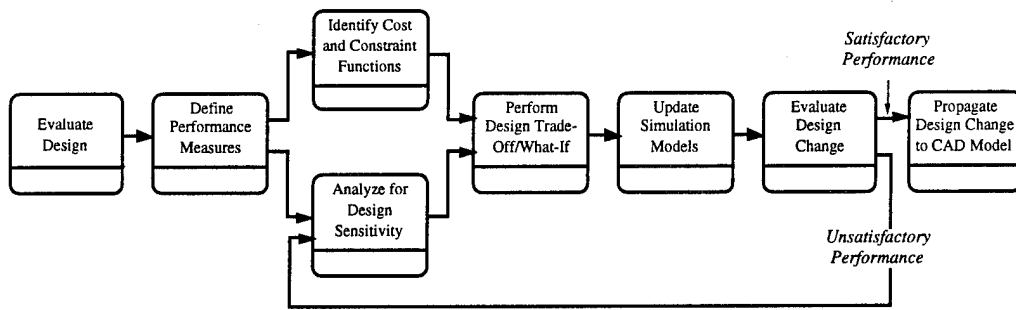 Evaluate
Design
Define
Performance
Measures
Identify Cost
and Constraint
Functions
Analyze for
Design
Sensitivity
Perform
Design Trade-
Off/What-If
Update
Simulation
Models
Evaluate
Design
Change
Satisfactory
Performance
Propagate
Design Change
to CAD Model
Unsatisfactory
Performance